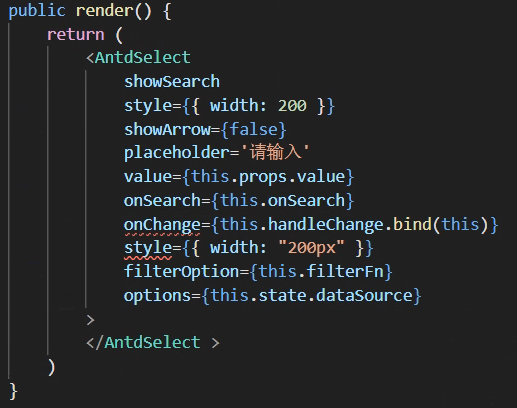 public render() {
return (
<AntdSelect
showSearch
style={{ width: 200 }}
showArrow={false}
placeholder='请输入'
value={this.props.value}
onSearch={this.onSearch}
onChange={this.handleChange.bind(this)}
style={{ width: "200px" }}
filterOption={this.filterFn}
options={this.state.dataSource}
>
</AntdSelect >
)
}